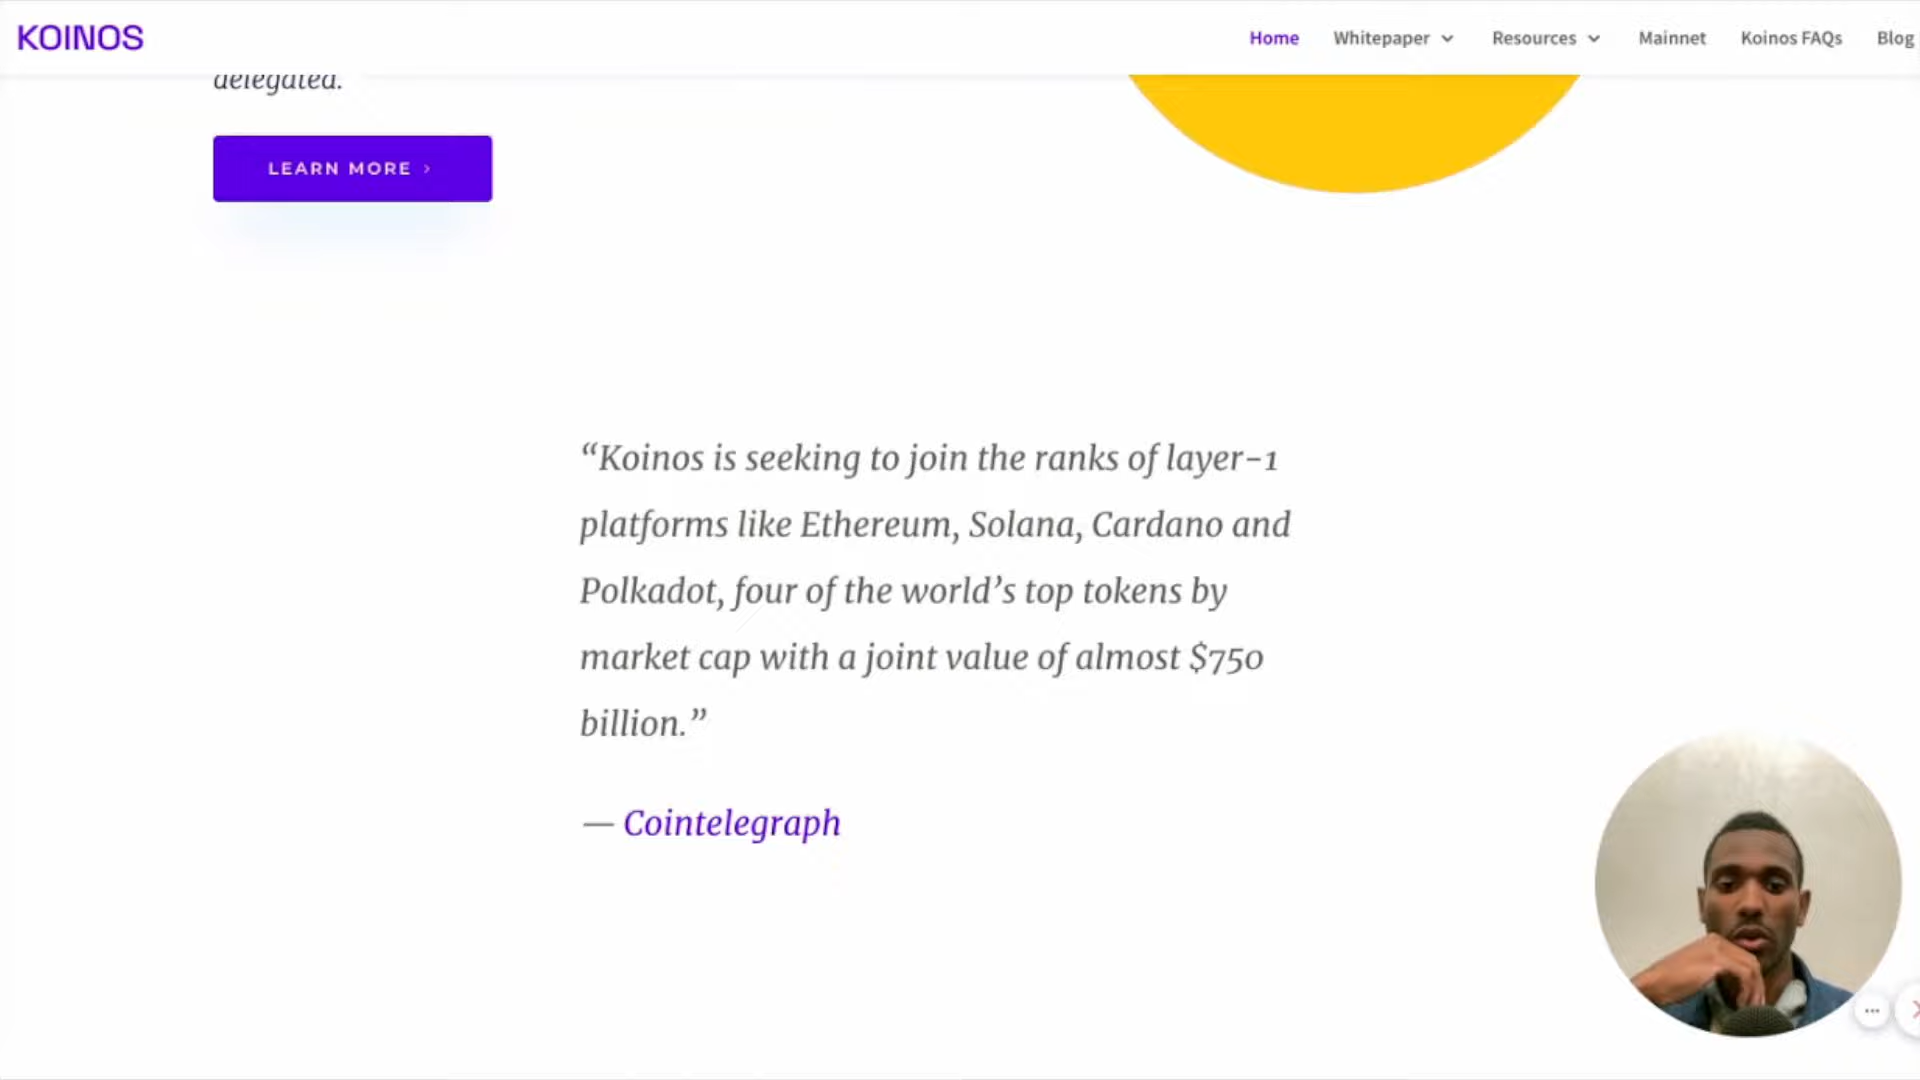 KOINOS
Home Whitepaper Resources Mainnet Koinos FAQs Blog
delegated.
LEARN MORE
“Koinos is seeking to join the ranks of layer-1
platforms like Ethereum, Solana, Cardano and
Polkadot, four of the world’s top tokens by
market cap with a joint value of almost $750
billion.”
— Cointelegraph